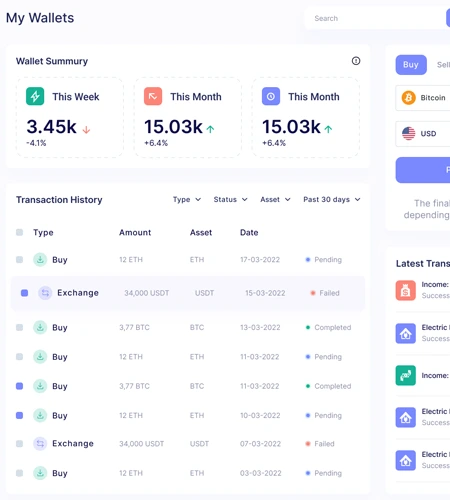 My Wallets
Search
Wallet Summury
This Week
3.45k
-4.1%
This Month
15.03k
+6.4%
This Month
15.03k
+6.4%
Transaction History
Type
Status
Asset
Past 30 days
Type Amount Asset Date
Buy 12 ETH ETH 17-03-2022 Pending
Exchange 34,000 USDT USDT 15-03-2022 Failed
Buy 3,77 BTC BTC 13-03-2022 Completed
Buy 12 ETH ETH 11-03-2022 Pending
Buy 3,77 BTC BTC 11-03-2022 Completed
Buy 12 ETH ETH 10-03-2022 Pending
Exchange 34,000 USDT USDT 07-03-2022 Failed
Buy 12 ETH ETH 03-03-2022 Pending
Buy Sell
Bitcoin
USD
The final
depending
Latest Trans
Income:
Success
Electric
Success
Income:
Electric
Success
Electric
Success